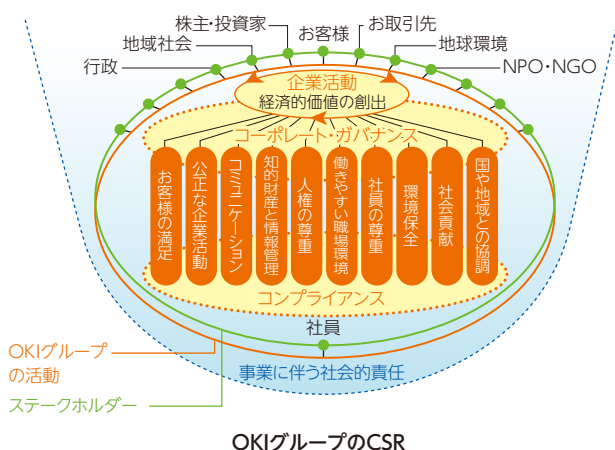 株主・投資家
お客様
お取引先
地域社会
地球環境
行政
NPO・NGO
企業活動
経済的価値の創出
コーポレート・ガバナンス
お客様の満足
公正な企業活動
コミュニケーション
知的財産と情報管理
人権の尊重
働きやすい職場環境
社員の尊重
環境保全
社会貢献
国や地域との協調
コンプライアンス
社員
OKIグループ
の活動
事業に伴う社会的責任
ステークホルダー
OKIグループのCSR